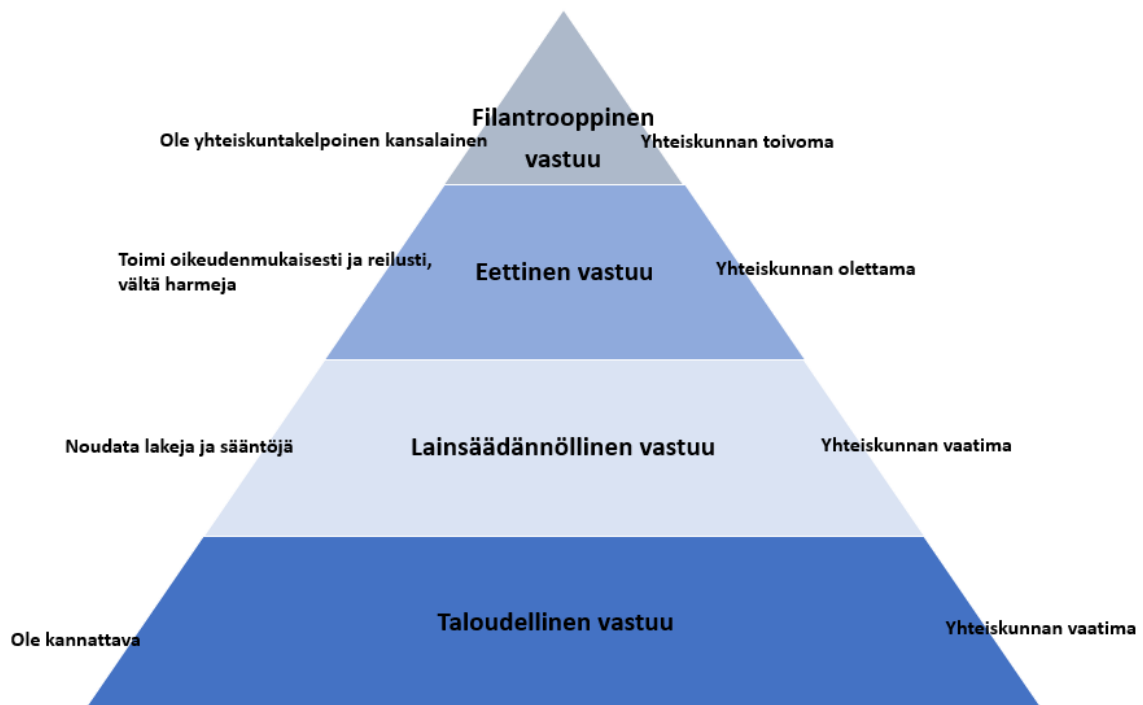 Filantrooppinen
vastuu
Ole yhteiskuntakelpoinen kansalainen
Yhteiskunnan toivoma
Toimi oikeudenmukaisesti ja reilusti,
vältä harmeja
Eettinen vastuu
Yhteiskunnan olettama
Noudata lakeja ja sääntöjä
Lainsäädännöllinen vastuu
Yhteiskunnan vaatima
Ole kannattava
Taloudellinen vastuu
Yhteiskunnan vaatima